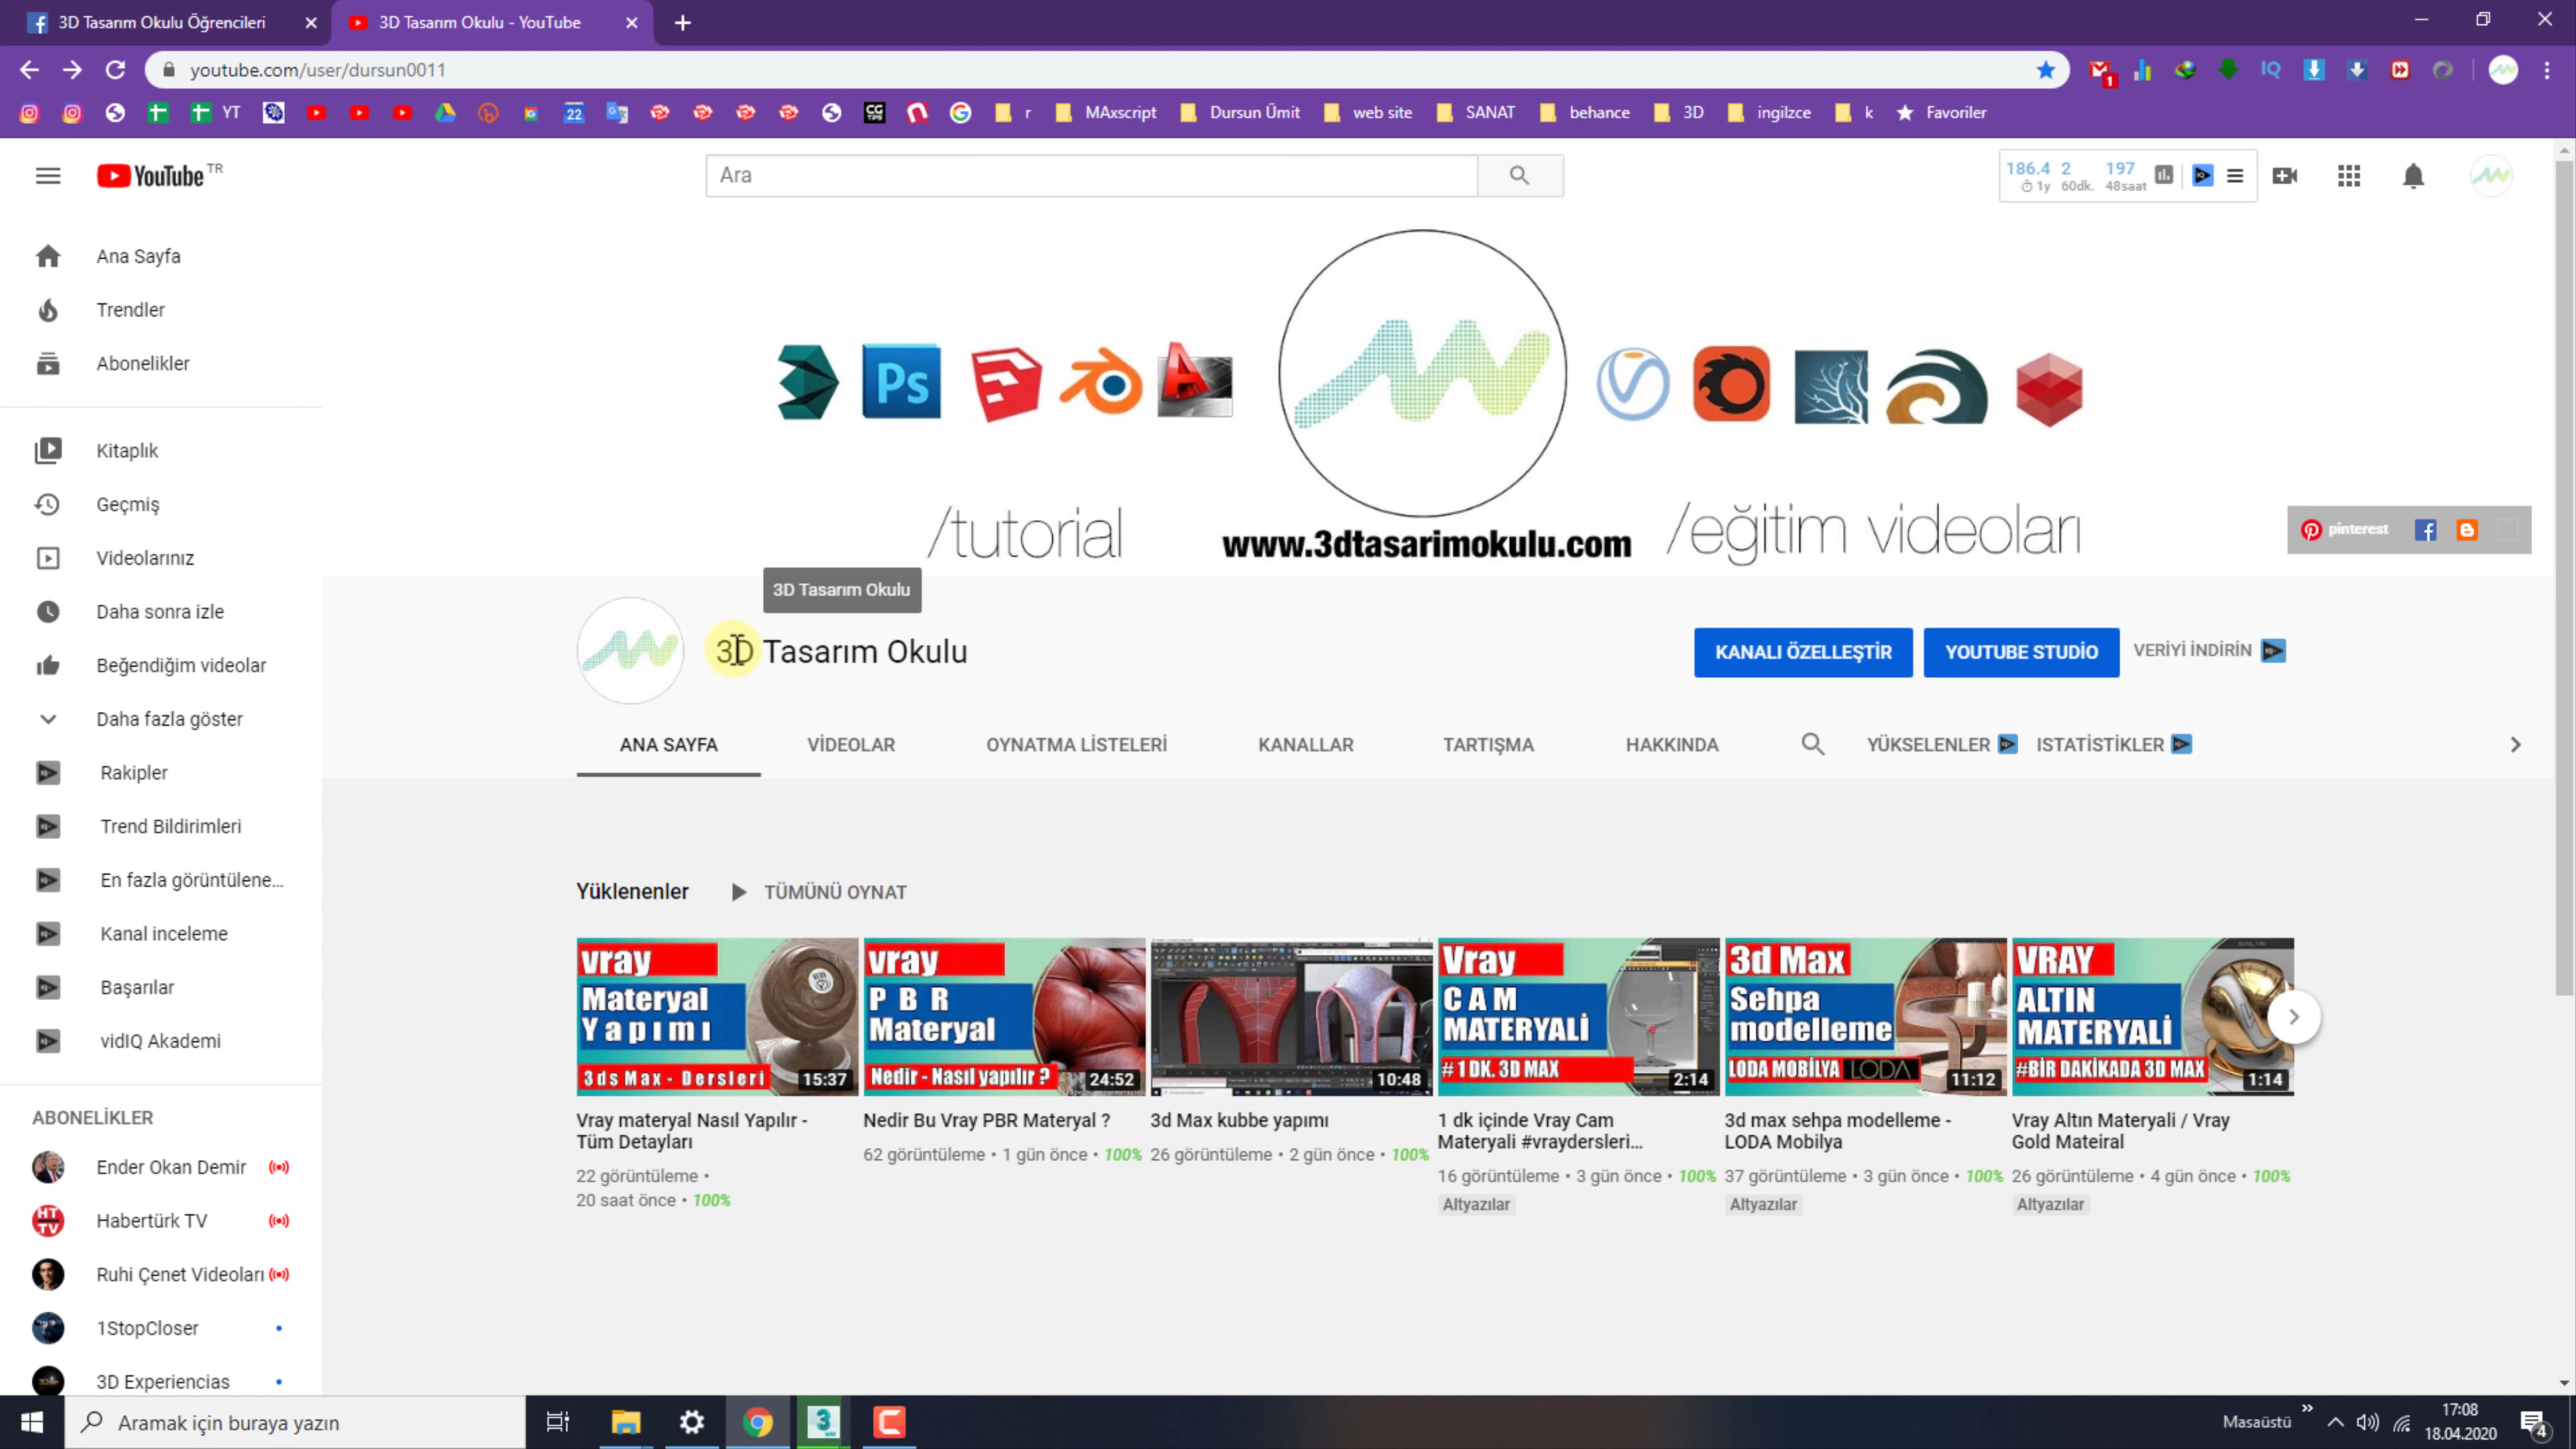 3D Tasarım Okulu Öğrencileri
3D Tasarım Okulu - YouTube
youtube.com/user/dursun0011
1
YT
22
CG
r
MAxscript
Dursun Ümit
web site
SANAT
behance
3D
ingilzce
k
Favoriler
YouTube TR
Ara
186.4 2 197
1y 60dk. 48saat
Ana Sayfa
Trendler
Abonelikler
Kitaplık
Geçmiş
Videolarınız
Daha sonra izle
Beğendiğim videolar
Daha fazla göster
Rakipler
Trend Bildirimleri
En fazla görüntülene...
Kanal inceleme
Başarılar
vidIQ Akademi
ABONELİKLER
Ender Okan Demir
Habertürk TV
Ruhi Çenet Videoları
1StopCloser
3D Experiencias
Ps
/tutorial
www.3dtasarimokulu.com
/eğitim videoları
pinterest
3D Tasarım Okulu
3D Tasarım Okulu
KANALI ÖZELLEŞTİR
YOUTUBE STUDİO
VERİYİ İNDİRİN
ANA SAYFA
VİDEOLAR
OYNATMA LİSTELERİ
KANALLAR
TARTIŞMA
HAKKINDA
YÜKSELENLER
ISTATİSTİKLER
Yüklenenler
TÜMÜNÜ OYNAT
vray
Materyal
Yapımı
3ds Max - Dersleri
15:37
Vray materyal Nasıl Yapılır -
Tüm Detayları
22 görüntüleme •
20 saat önce • 100%
vray
PBR
Materyal
Nedir - Nasıl yapılır ?
24:52
Nedir Bu Vray PBR Materyal ?
62 görüntüleme • 1 gün önce • 100%
10:48
3d Max kubbe yapımı
26 görüntüleme • 2 gün önce • 100%
Vray
CAM
MATERYALİ
# 1 DK. 3D MAX
2:14
1 dk içinde Vray Cam
Materyali #vraydersleri...
16 görüntüleme • 3 gün önce • 100%
Altyazılar
3d Max
Sehpa
modelleme
LODA MOBİLYA LODA
11:12
3d max sehpa modelleme -
LODA Mobilya
37 görüntüleme • 3 gün önce • 100%
Altyazılar
VRAY
ALTIN
MATERYALİ
#BİR DAKİKADA 3D MAX
1:14
Vray Altın Materyali / Vray
Gold Mateiral
26 görüntüleme • 4 gün önce • 100%
Altyazılar
Aramak için buraya yazın
Masaüstü
17:08
18.04.2020
4